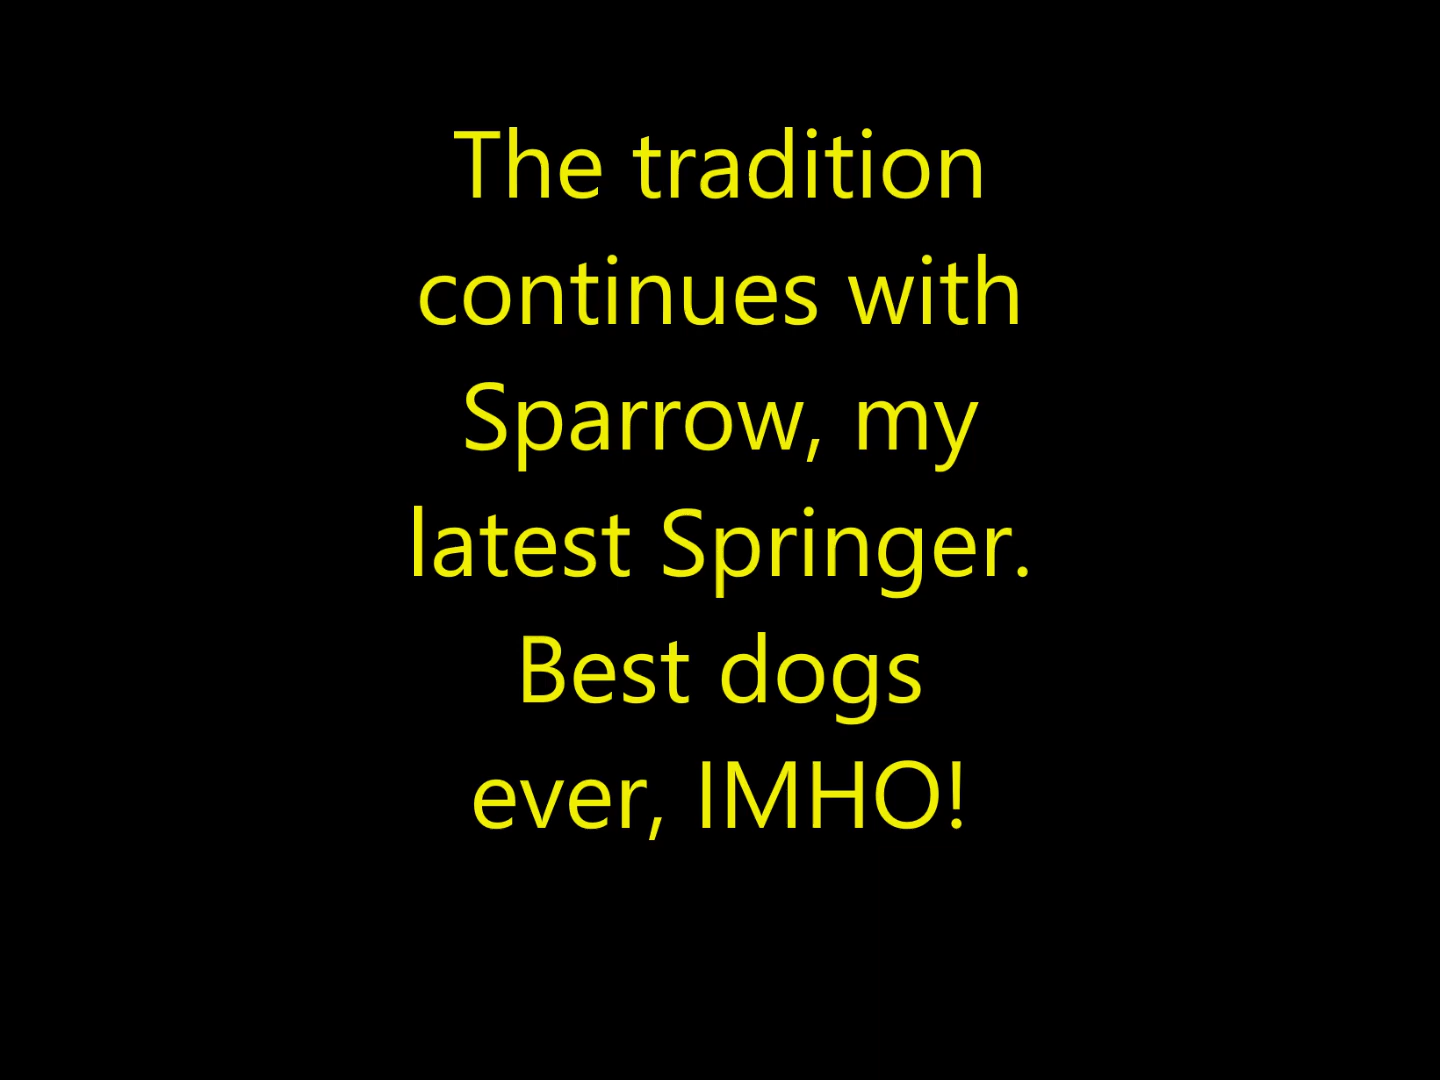 The tradition
continues with
Sparrow, my
latest Springer.
Best dogs
ever, IMHO!